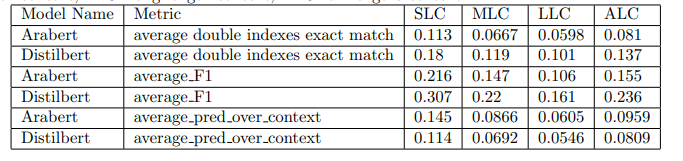 Model Name Metric SLC MLC LLC ALC
Arabert average double indexes exact match 0.113 0.0667 0.0598 0.081
Distilbert average double indexes exact match 0.18 0.119 0.101 0.137
Arabert average_F1 0.216 0.147 0.106 0.155
Distilbert average_F1 0.307 0.22 0.161 0.236
Arabert average_pred_over_context 0.145 0.0866 0.0605 0.0959
Distilbert average_pred_over_context 0.114 0.0692 0.0546 0.0809